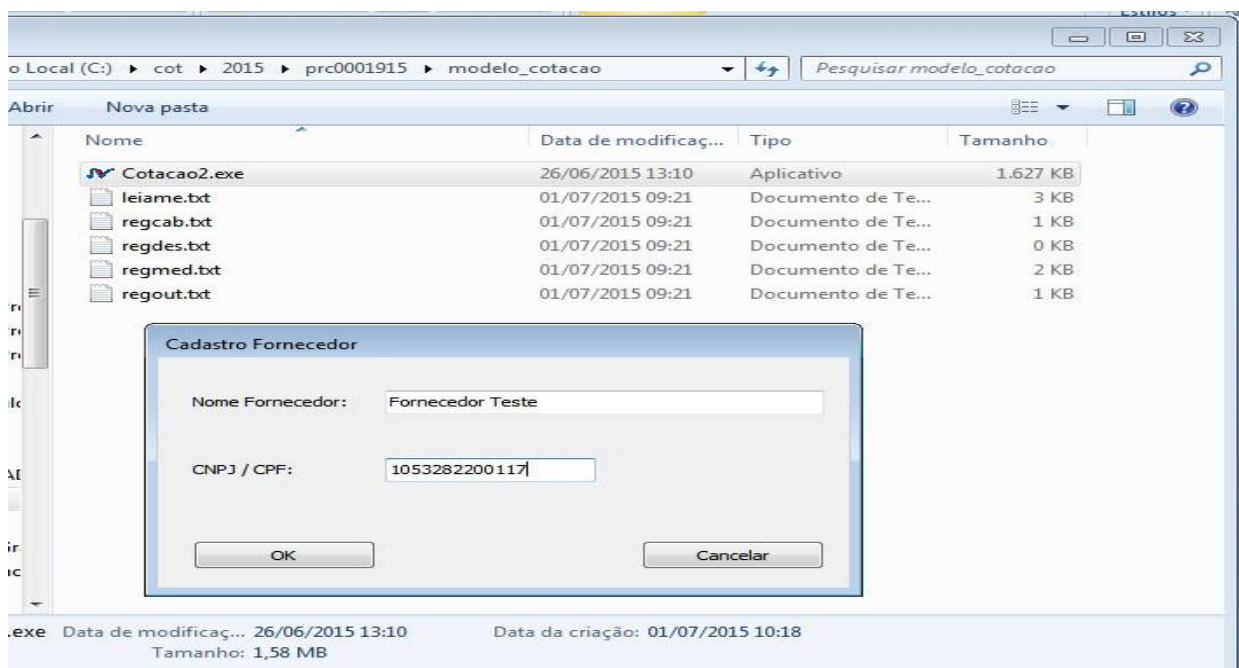 Estilos
o Local (C:) ▸ cot ▸ 2015 ▸ prc0001915 ▸ modelo_cotacao Pesquisar modelo_cotacao
Abrir Nova pasta
Nome Data de modificaç... Tipo Tamanho
Cotacao2.exe 26/06/2015 13:10 Aplicativo 1.627 KB
leiame.txt 01/07/2015 09:21 Documento de Te... 3 KB
regcab.txt 01/07/2015 09:21 Documento de Te... 1 KB
regdes.txt 01/07/2015 09:21 Documento de Te... 0 KB
regmed.txt 01/07/2015 09:21 Documento de Te... 2 KB
regout.txt 01/07/2015 09:21 Documento de Te... 1 KB
Cadastro Fornecedor
Nome Fornecedor: Fornecedor Teste
CNPJ / CPF: 1053282200117
OK Cancelar
.exe Data de modificaç... 26/06/2015 13:10 Data da criação: 01/07/2015 10:18
Tamanho: 1,58 MB